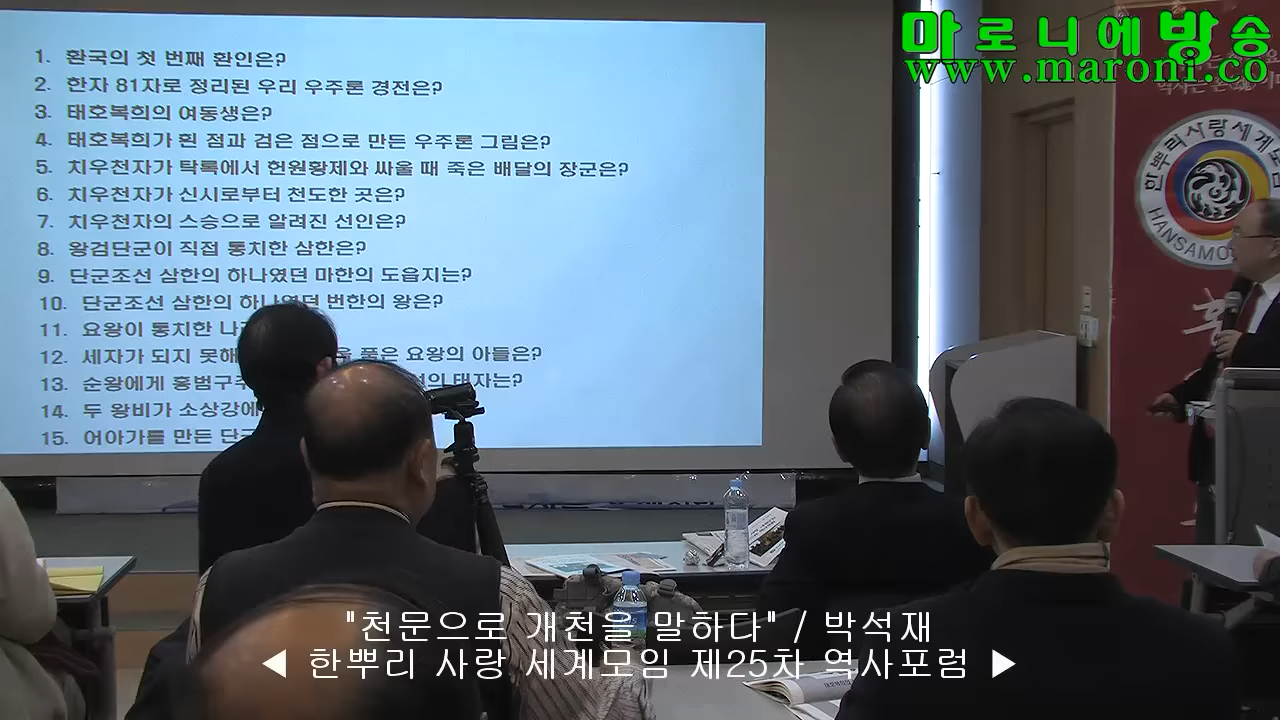 마로니에방송
www.maroni.co
1. 환국의 첫 번째 환인은?
2. 한자 81자로 정리된 우리 우주론 경전은?
3. 태호복희의 여동생은?
4. 태호복희가 흰 점과 검은 점으로 만든 우주론 그림은?
5. 치우천자가 탁록에서 헌원황제와 싸울 때 죽은 배달의 장군은?
6. 치우천자가 신시로부터 천도한 곳은?
7. 치우천자의 스승으로 알려진 선인은?
8. 왕검단군이 직접 통치한 삼한은?
9. 단군조선 삼한의 하나였던 마한의 도읍지는?
10. 단군조선 삼한의 하나였던 번한의 왕은?
11. 요왕이 통치한
12. 세자가 되지 못해 품은 요왕의 아들은?
13. 순왕에게 홍범구 태자는?
14. 두 왕비가 소상강에
15. 어아가를 만든
한뿌리사랑세계모임
HANSAMO
"천문으로 개천을 말하다" / 박석재
◀ 한뿌리 사랑 세계모임 제25차 역사포럼 ▶